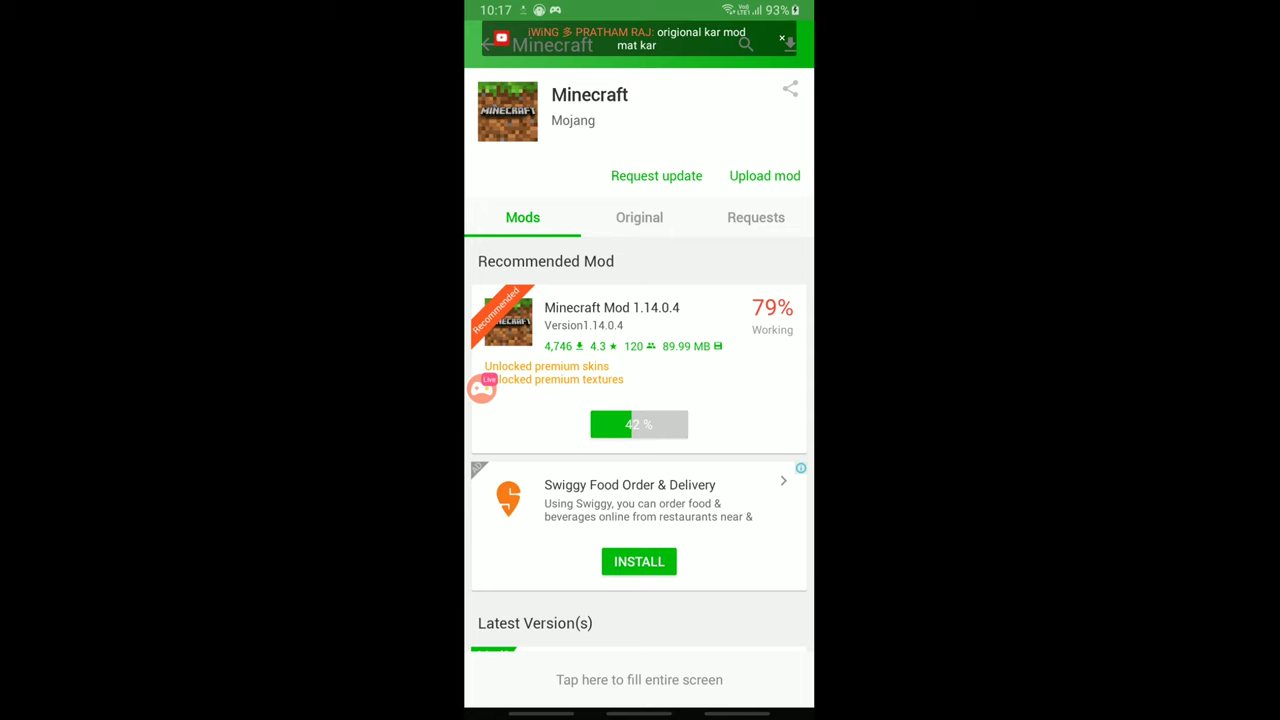 10:17
93%
iWiNG 多 PRATHAM RAJ: origional kar mod
mat kar
Minecraft
MINECRAFT
Minecraft
Mojang
Request update
Upload mod
Mods
Original
Requests
Recommended Mod
Recommended
Minecraft Mod 1.14.0.4
Version1.14.0.4
79%
Working
4,746
4.3
120
89.99 MB
Unlocked premium skins
locked premium textures
Live
42 %
AD
Swiggy Food Order & Delivery
Using Swiggy, you can order food &
beverages online from restaurants near &
INSTALL
Latest Version(s)
Tap here to fill entire screen